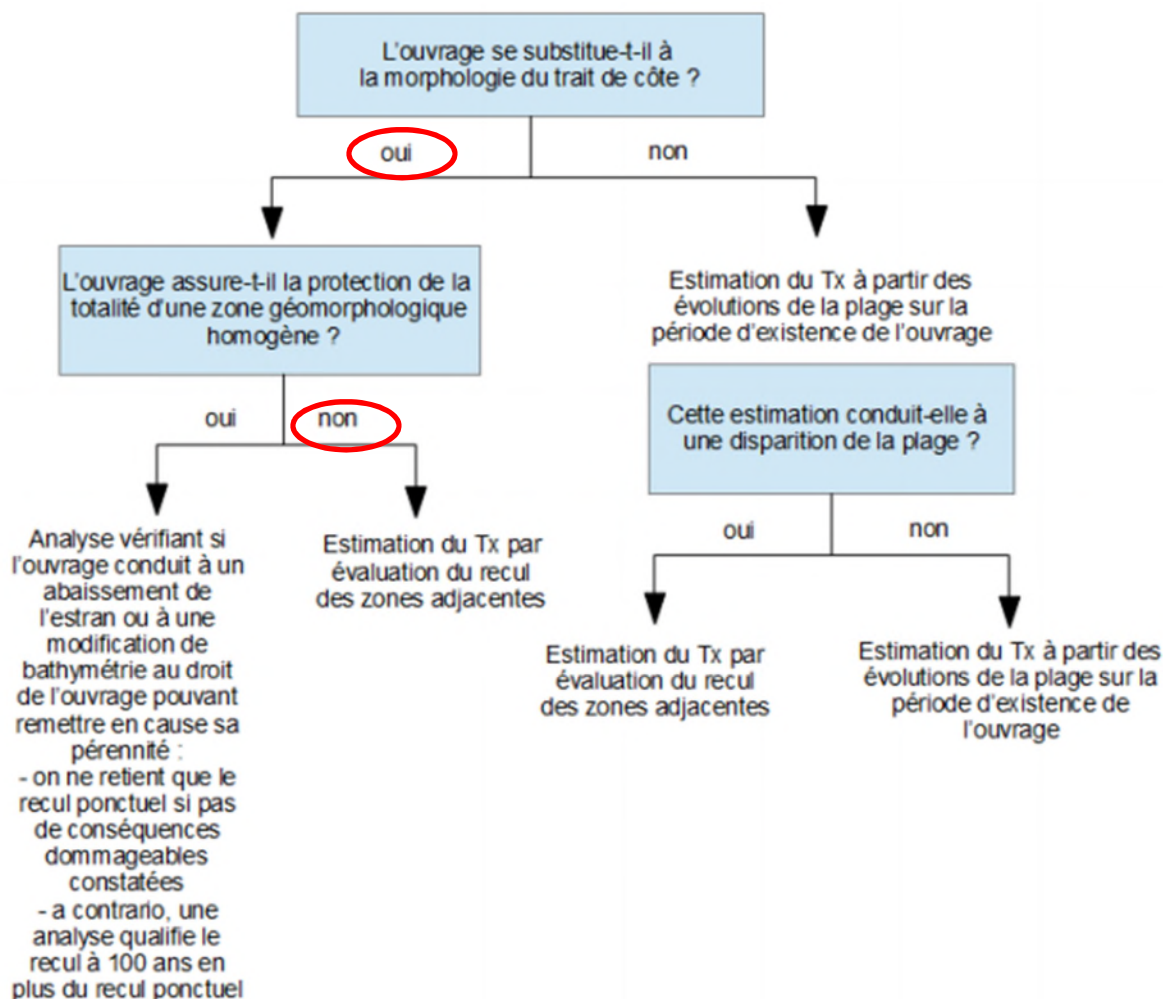 L'ouvrage se substitue-t-il à
la morphologie du trait de côte ?
oui
non
L'ouvrage assure-t-il la protection de la
totalité d'une zone géomorphologique
homogène ?
Estimation du Tx à partir des
évolutions de la plage sur la
période d'existence de l'ouvrage
oui
non
Cette estimation conduit-elle à
une disparition de la plage ?
Analyse vérifiant si
l'ouvrage conduit à un
abaissement de
l'estran ou à une
modification de
bathymétrie au droit
de l'ouvrage pouvant
remettre en cause sa
pérennité :
- on ne retient que le
recul ponctuel si pas
de conséquences
dommageables
constatées
- a contrario, une
analyse qualifie le
recul à 100 ans en
plus du recul ponctuel
Estimation du Tx par
évaluation du recul
des zones adjacentes
oui
non
Estimation du Tx par
évaluation du recul
des zones adjacentes
Estimation du Tx à partir des
évolutions de la plage sur la
période d'existence de
l'ouvrage